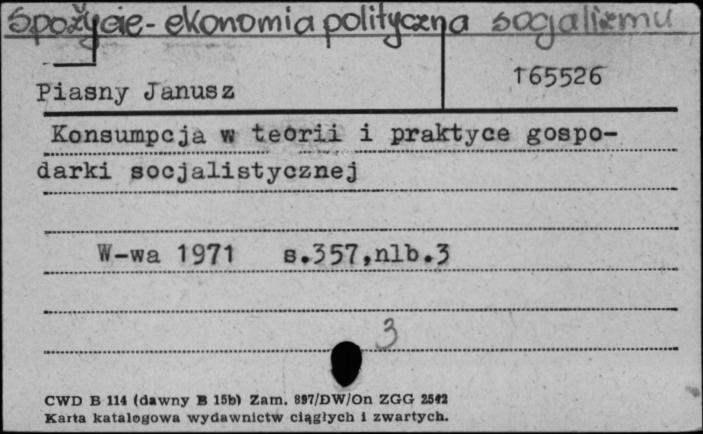 Spożycie - ekonomia polityczna socjalizmu
165526
Piasny Janusz
Konsumpcja w teorii i praktyce gospo-
darki socjalistycznej
W-wa 1971 s.357,nlb.3
3
CWD B 114 (dawny B 15b) Zam. 897/DW/On ZGG 2542
Karta katalogowa wydawnictw ciągłych i zwartych.